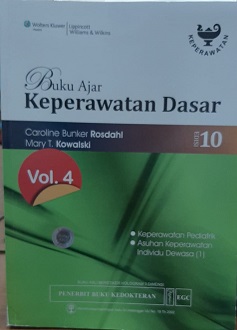 Wolters Kluwer
Lippincott
Williams & Wilkins
KEPERAWATAN
Buku Ajar
Keperawatan Dasar
Caroline Bunker Rosdahl
Mary T. Kowalski
EDISI 10
Vol. 4
Keperawatan Pediatrik
Asuhan Keperawatan
Individu Dewasa (1)
PENERBIT BUKU KEDOKTERAN
EGC